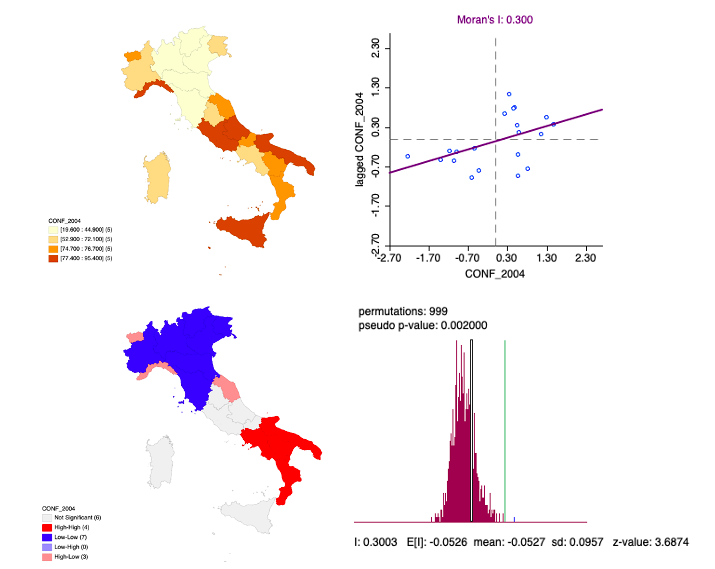 CONF_2004
[19.600 : 44.900] (5)
[52.900 : 72.100] (5)
[74.700 : 76.700] (5)
[77.400 : 95.400] (5)
Moran's I: 0.300
lagged CONF_2004
2.30
1.30
0.30
-0.70
-1.70
-2.70
-2.70 -1.70 -0.70 0.30 1.30 2.30
CONF_2004
CONF_2004
Not Significant (6)
High-High (4)
Low-Low (7)
Low-High (0)
High-Low (3)
permutations: 999
pseudo p-value: 0.002000
I: 0.3003 E[I]: -0.0526 mean: -0.0527 sd: 0.0957 z-value: 3.6874